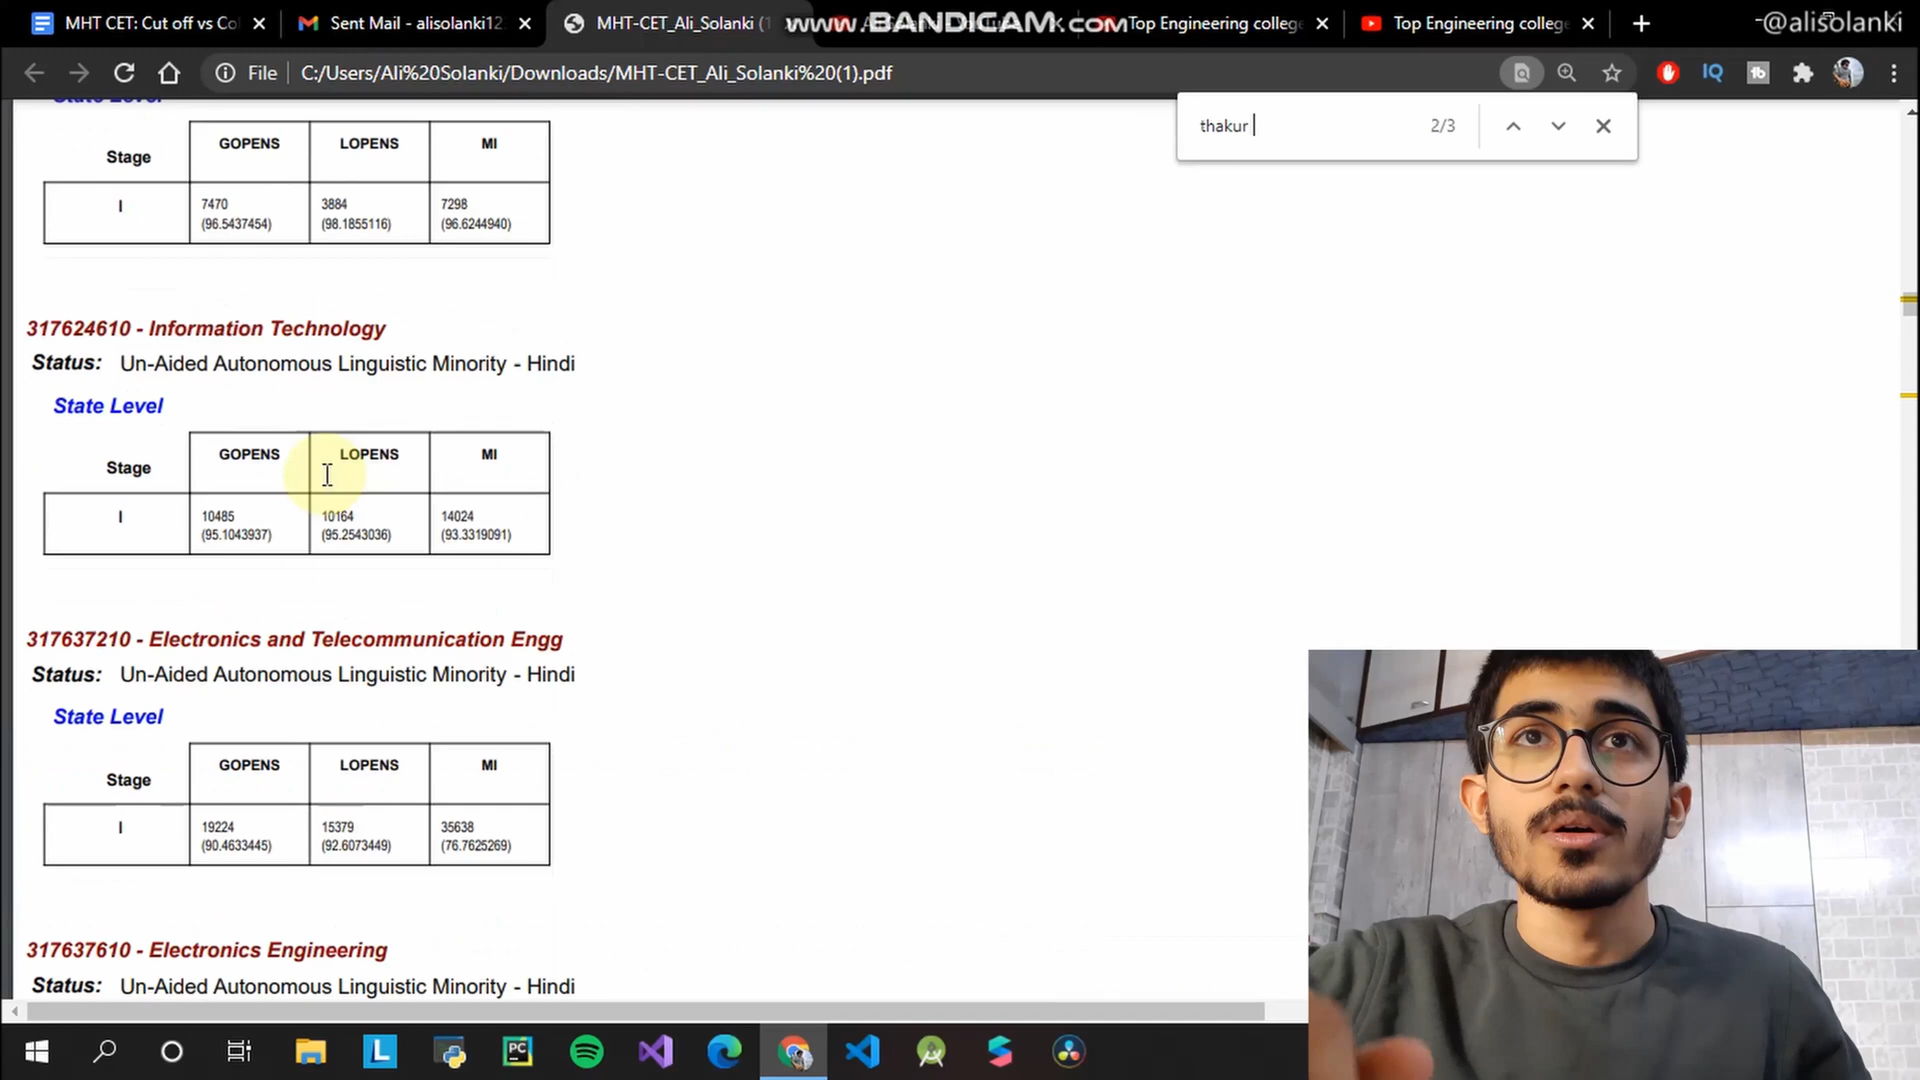 MHT CET: Cut off vs Co
Sent Mail - alisolanki12
MHT-CET_Ali_Solanki (1
www.BANDICAM.com
Top Engineering colleg
Top Engineering colleg
@alisolanki
File
C:/Users/Ali%20Solanki/Downloads/MHT-CET_Ali_Solanki%20(1).pdf
thakur
2/3
State Level
Stage
GOPENS
LOPENS
MI
I
7470
(96.5437454)
3884
(98.1855116)
7298
(96.6244940)
317624610 - Information Technology
Status: Un-Aided Autonomous Linguistic Minority - Hindi
State Level
Stage
GOPENS
LOPENS
MI
I
10485
(95.1043937)
10164
(95.2543036)
14024
(93.3319091)
317637210 - Electronics and Telecommunication Engg
Status: Un-Aided Autonomous Linguistic Minority - Hindi
State Level
Stage
GOPENS
LOPENS
MI
I
19224
(90.4633445)
15379
(92.6073449)
35638
(76.7625269)
317637610 - Electronics Engineering
Status: Un-Aided Autonomous Linguistic Minority - Hindi